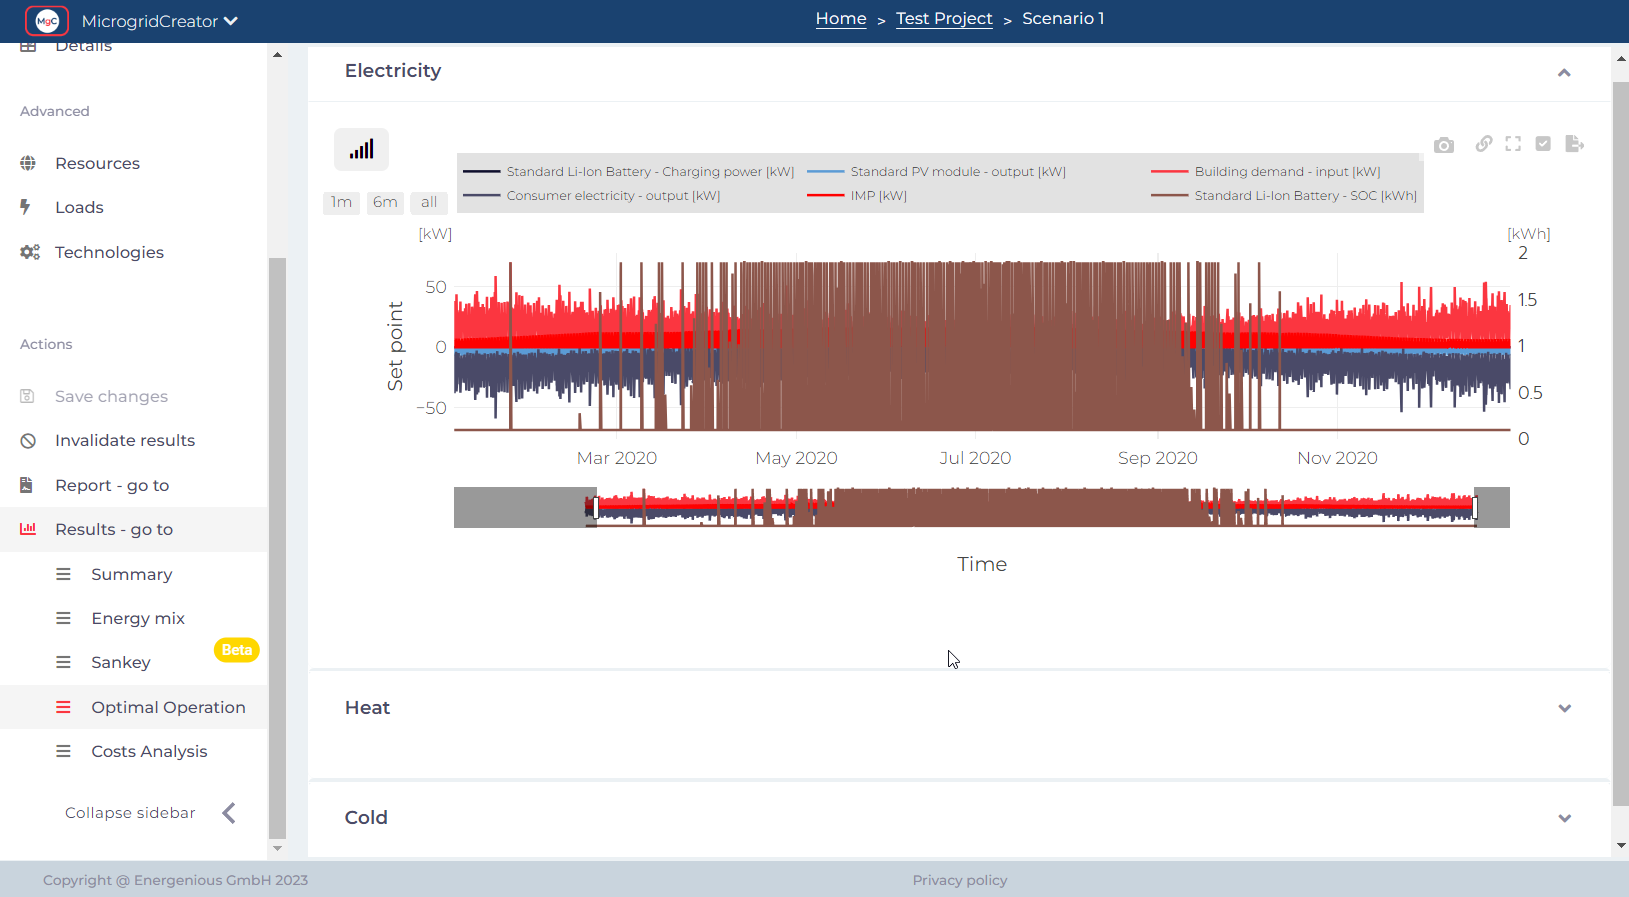 MgC MicrogridCreator
Home > Test Project > Scenario 1
Details
Advanced
Resources
Loads
Technologies
Actions
Save changes
Invalidate results
Report - go to
Results - go to
Summary
Energy mix
Beta
Sankey
Optimal Operation
Costs Analysis
Collapse sidebar
Electricity
Standard Li-Ion Battery - Charging power [kW] Standard PV module - output [kW] Building demand - input [kW]
Consumer electricity - output [kW] IMP [kW] Standard Li-Ion Battery - SOC [kWh]
1m 6m all
[kW] [kWh]
2
50 1.5
0 1
0.5
−50
0
Set point
Mar 2020 May 2020 Jul 2020 Sep 2020 Nov 2020
Time
Heat
Cold
Copyright @ Energenious GmbH 2023 Privacy policy